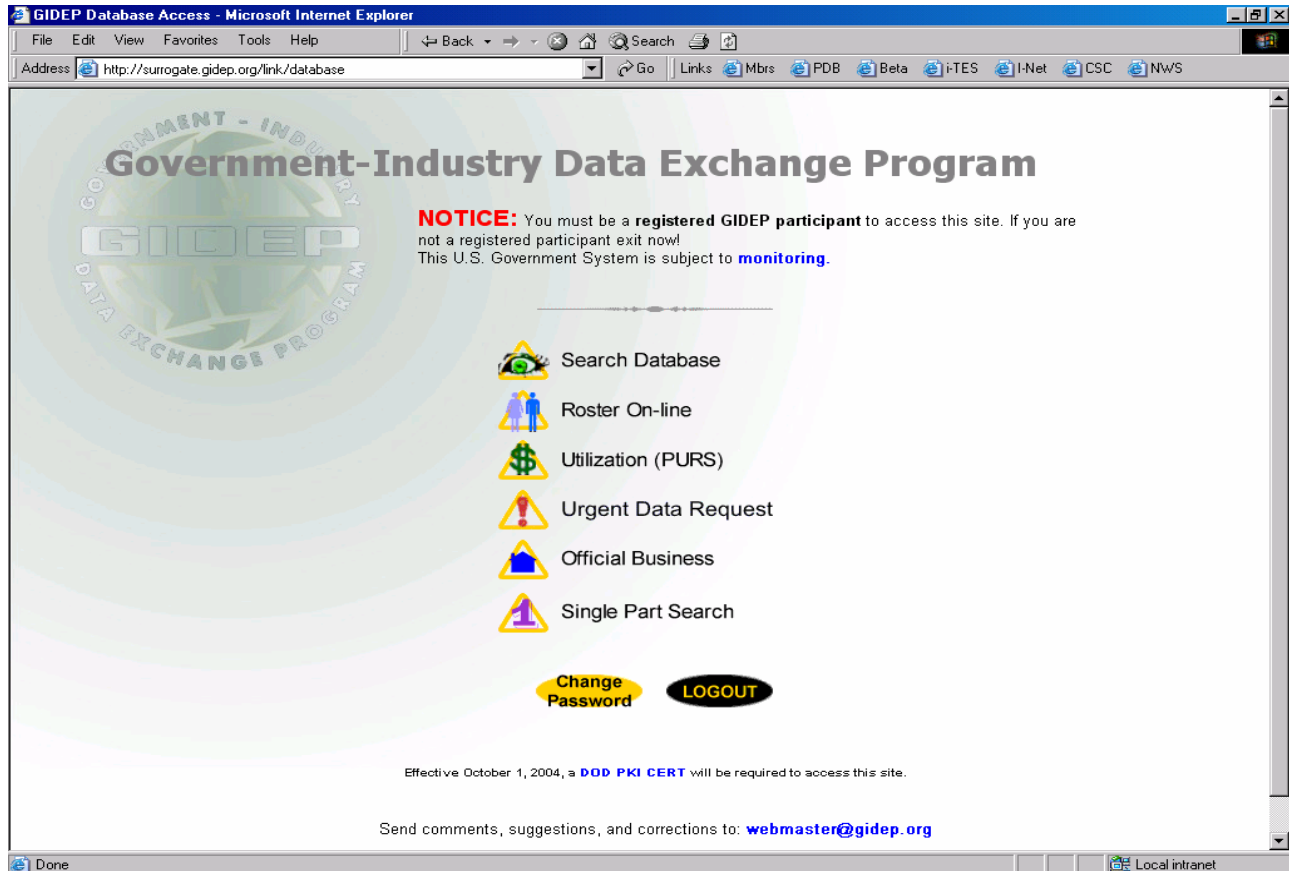 GIDEP Database Access - Microsoft Internet Explorer
File Edit View Favorites Tools Help Back Search
Address http://surrogate.gidep.org/link/database Go Links Mbrs PDB Beta i-TES I-Net CSC NWS
GOVERNMENT - INDUSTRY
Government-Industry Data Exchange Program
NOTICE: You must be a registered GIDEP participant to access this site. If you are
not a registered participant exit now!
This U.S. Government System is subject to monitoring.
GIDEP
DATA EXCHANGE PROGRAM
Search Database
Roster On-line
Utilization (PURS)
Urgent Data Request
Official Business
1 Single Part Search
Change
Password
LOGOUT
Effective October 1, 2004, a DOD PKI CERT will be required to access this site.
Send comments, suggestions, and corrections to: webmaster@gidep.org
Done Local intranet